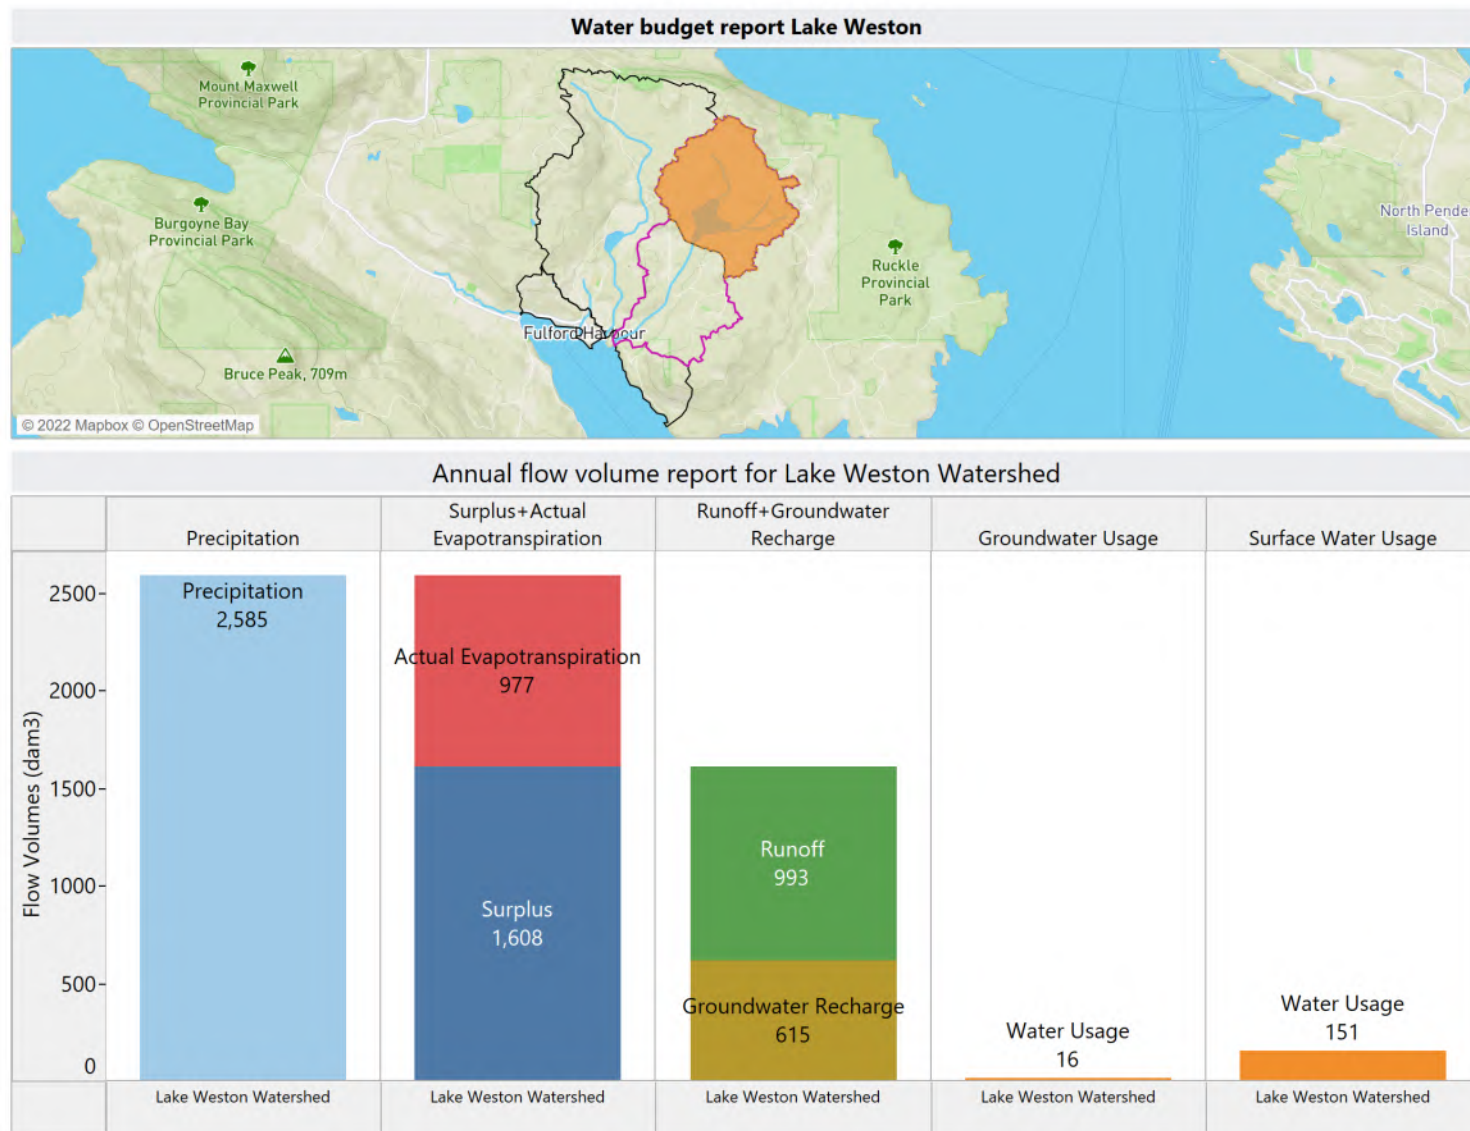 Water budget report Lake Weston
Mount Maxwell
Provincial Park
Burgoyne Bay
Provincial Park
North Pende
Island
Ruckle
Provincial
Park
Fulford Harbour
Bruce Peak, 709m
© 2022 Mapbox © OpenStreetMap
Annual flow volume report for Lake Weston Watershed
Precipitation
Surplus+Actual
Evapotranspiration
Runoff+Groundwater
Recharge
Groundwater Usage
Surface Water Usage
Flow Volumes (dam3)
2500
2000
1500
1000
500
0
Precipitation
2,585
Actual Evapotranspiration
977
Surplus
1,608
Runoff
993
Groundwater Recharge
615
Water Usage
16
Water Usage
151
Lake Weston Watershed
Lake Weston Watershed
Lake Weston Watershed
Lake Weston Watershed
Lake Weston Watershed